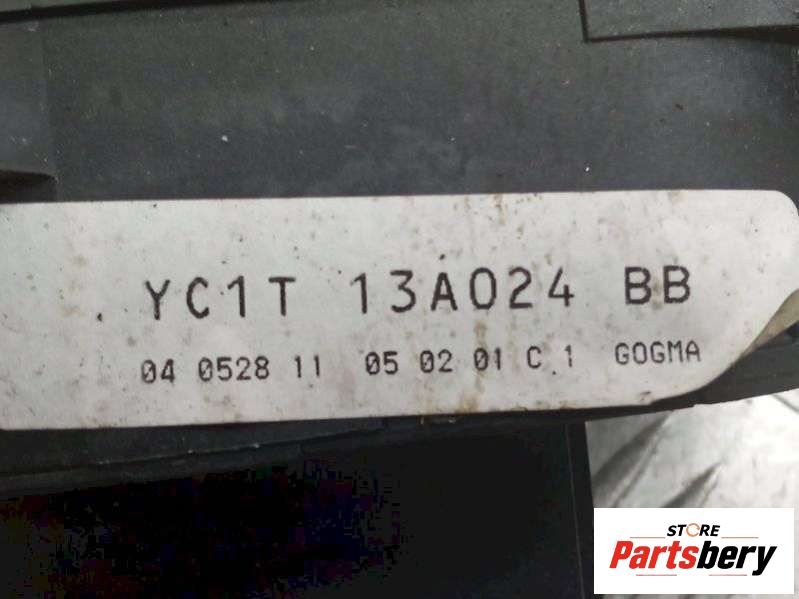 YC1T 13A024 BB
04 0528 11 05 02 01 C 1 GOGMA
STORE
Partsbery